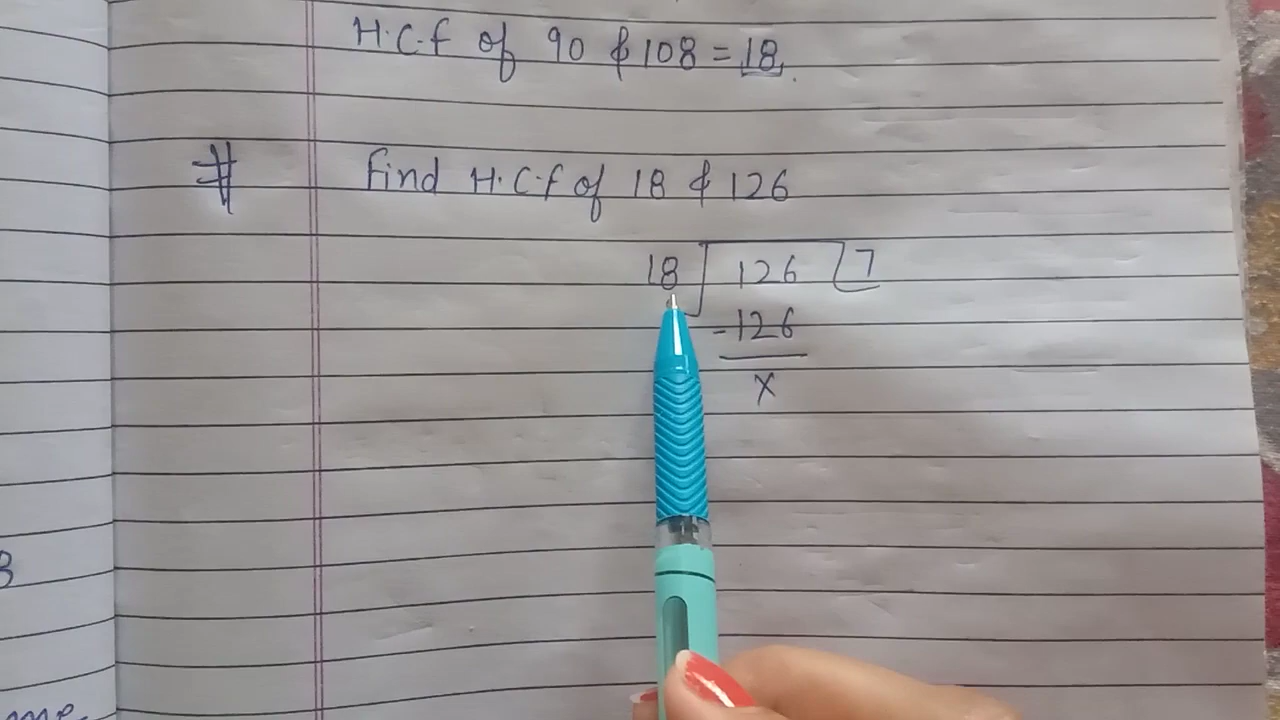 H.C.f of 90 & 108 = 18.
# Find H.C.f of 18 & 126
18 126 7
-126
x